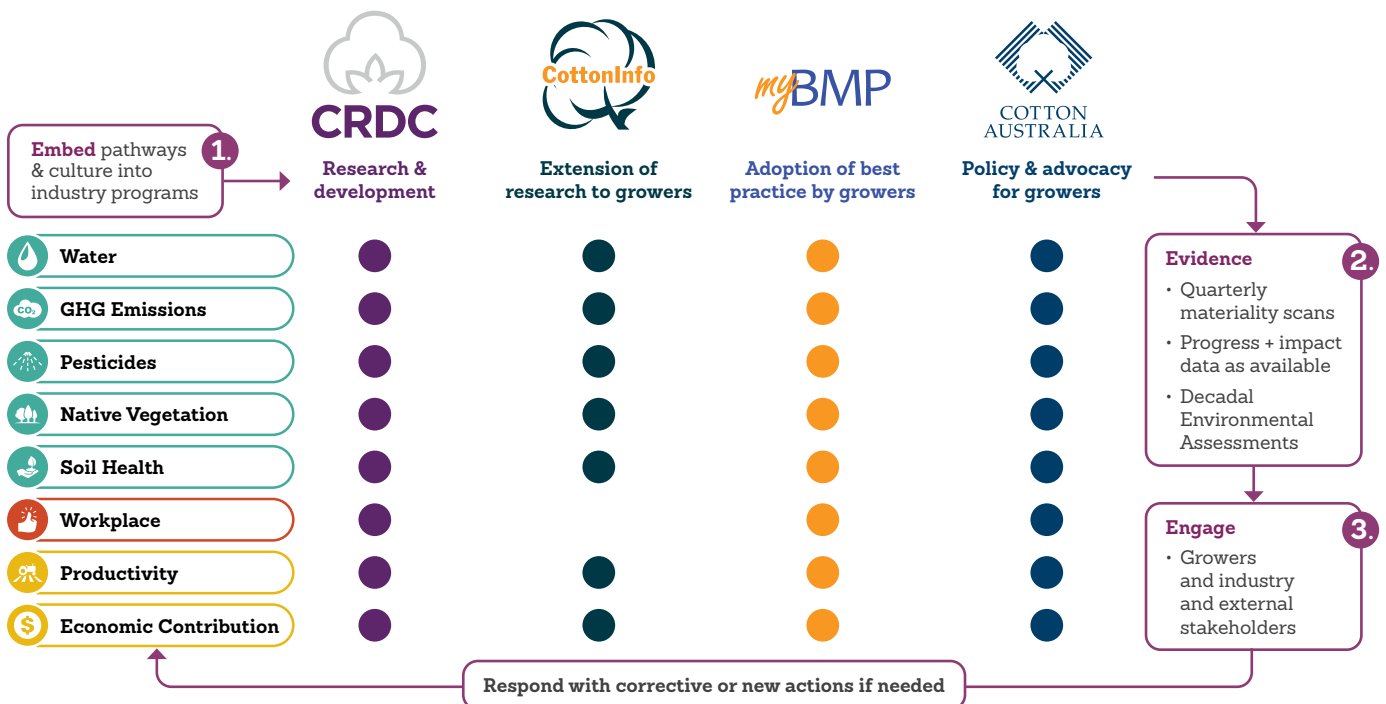 CRDC
CottonInfo
myBMP
COTTON
AUSTRALIA
1.
Embed pathways
& culture into
industry programs
Research &
development
Extension of
research to growers
Adoption of best
practice by growers
Policy & advocacy
for growers
Water
CO₂
GHG Emissions
Pesticides
Native Vegetation
Soil Health
Workplace
Productivity
$
Economic Contribution
2.
Evidence
• Quarterly
materiality scans
• Progress + impact
data as available
• Decadal
Environmental
Assessments
3.
Engage
• Growers
and industry
and external
stakeholders
Respond with corrective or new actions if needed